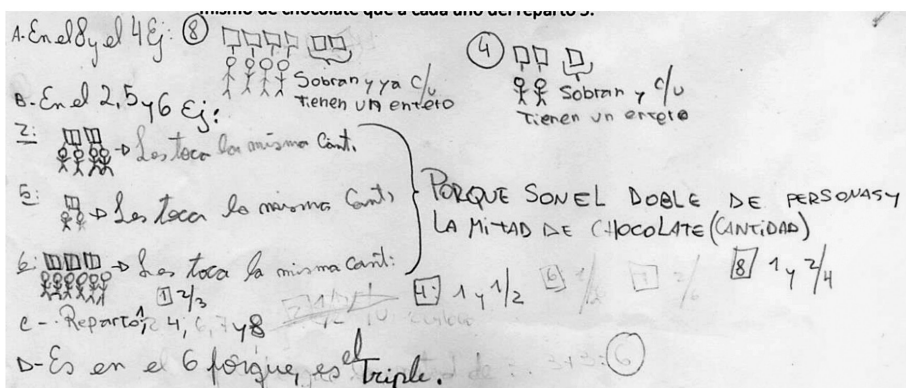 mismo de chocolate que a cada uno del reparto 5.
A. En el 8 y el 4 Ej: 8
Sobran y ya c/u
tienen un entero
4
Sobran y c/u
tienen un entero
B. En el 2, 5 y 6 Ej:
2: → Les toca la misma Cant.
5: → Les toca la misma Cant.
6: → Les toca la misma cant:
PORQUE SON EL DOBLE DE PERSONAS Y
LA MITAD DE CHOCOLATE (CANTIDAD)
1 2/3
4: 1 y 1/2
8 1 y 2/4
C - Reparto 1, 4, 6, 7 y 8
D- Es en el 6 porque, es el Triple.
6